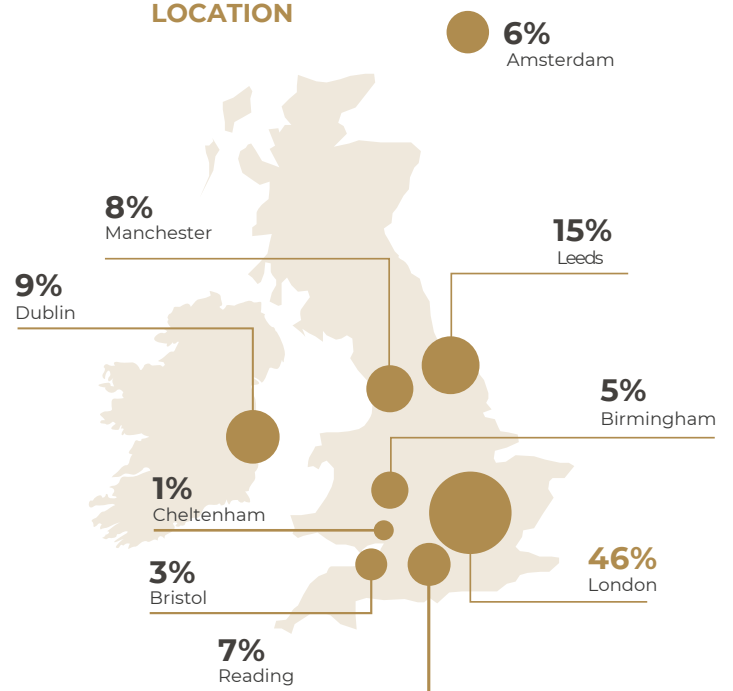 LOCATION
6%
Amsterdam
8%
Manchester
15%
Leeds
9%
Dublin
5%
Birmingham
1%
Cheltenham
46%
London
3%
Bristol
7%
Reading